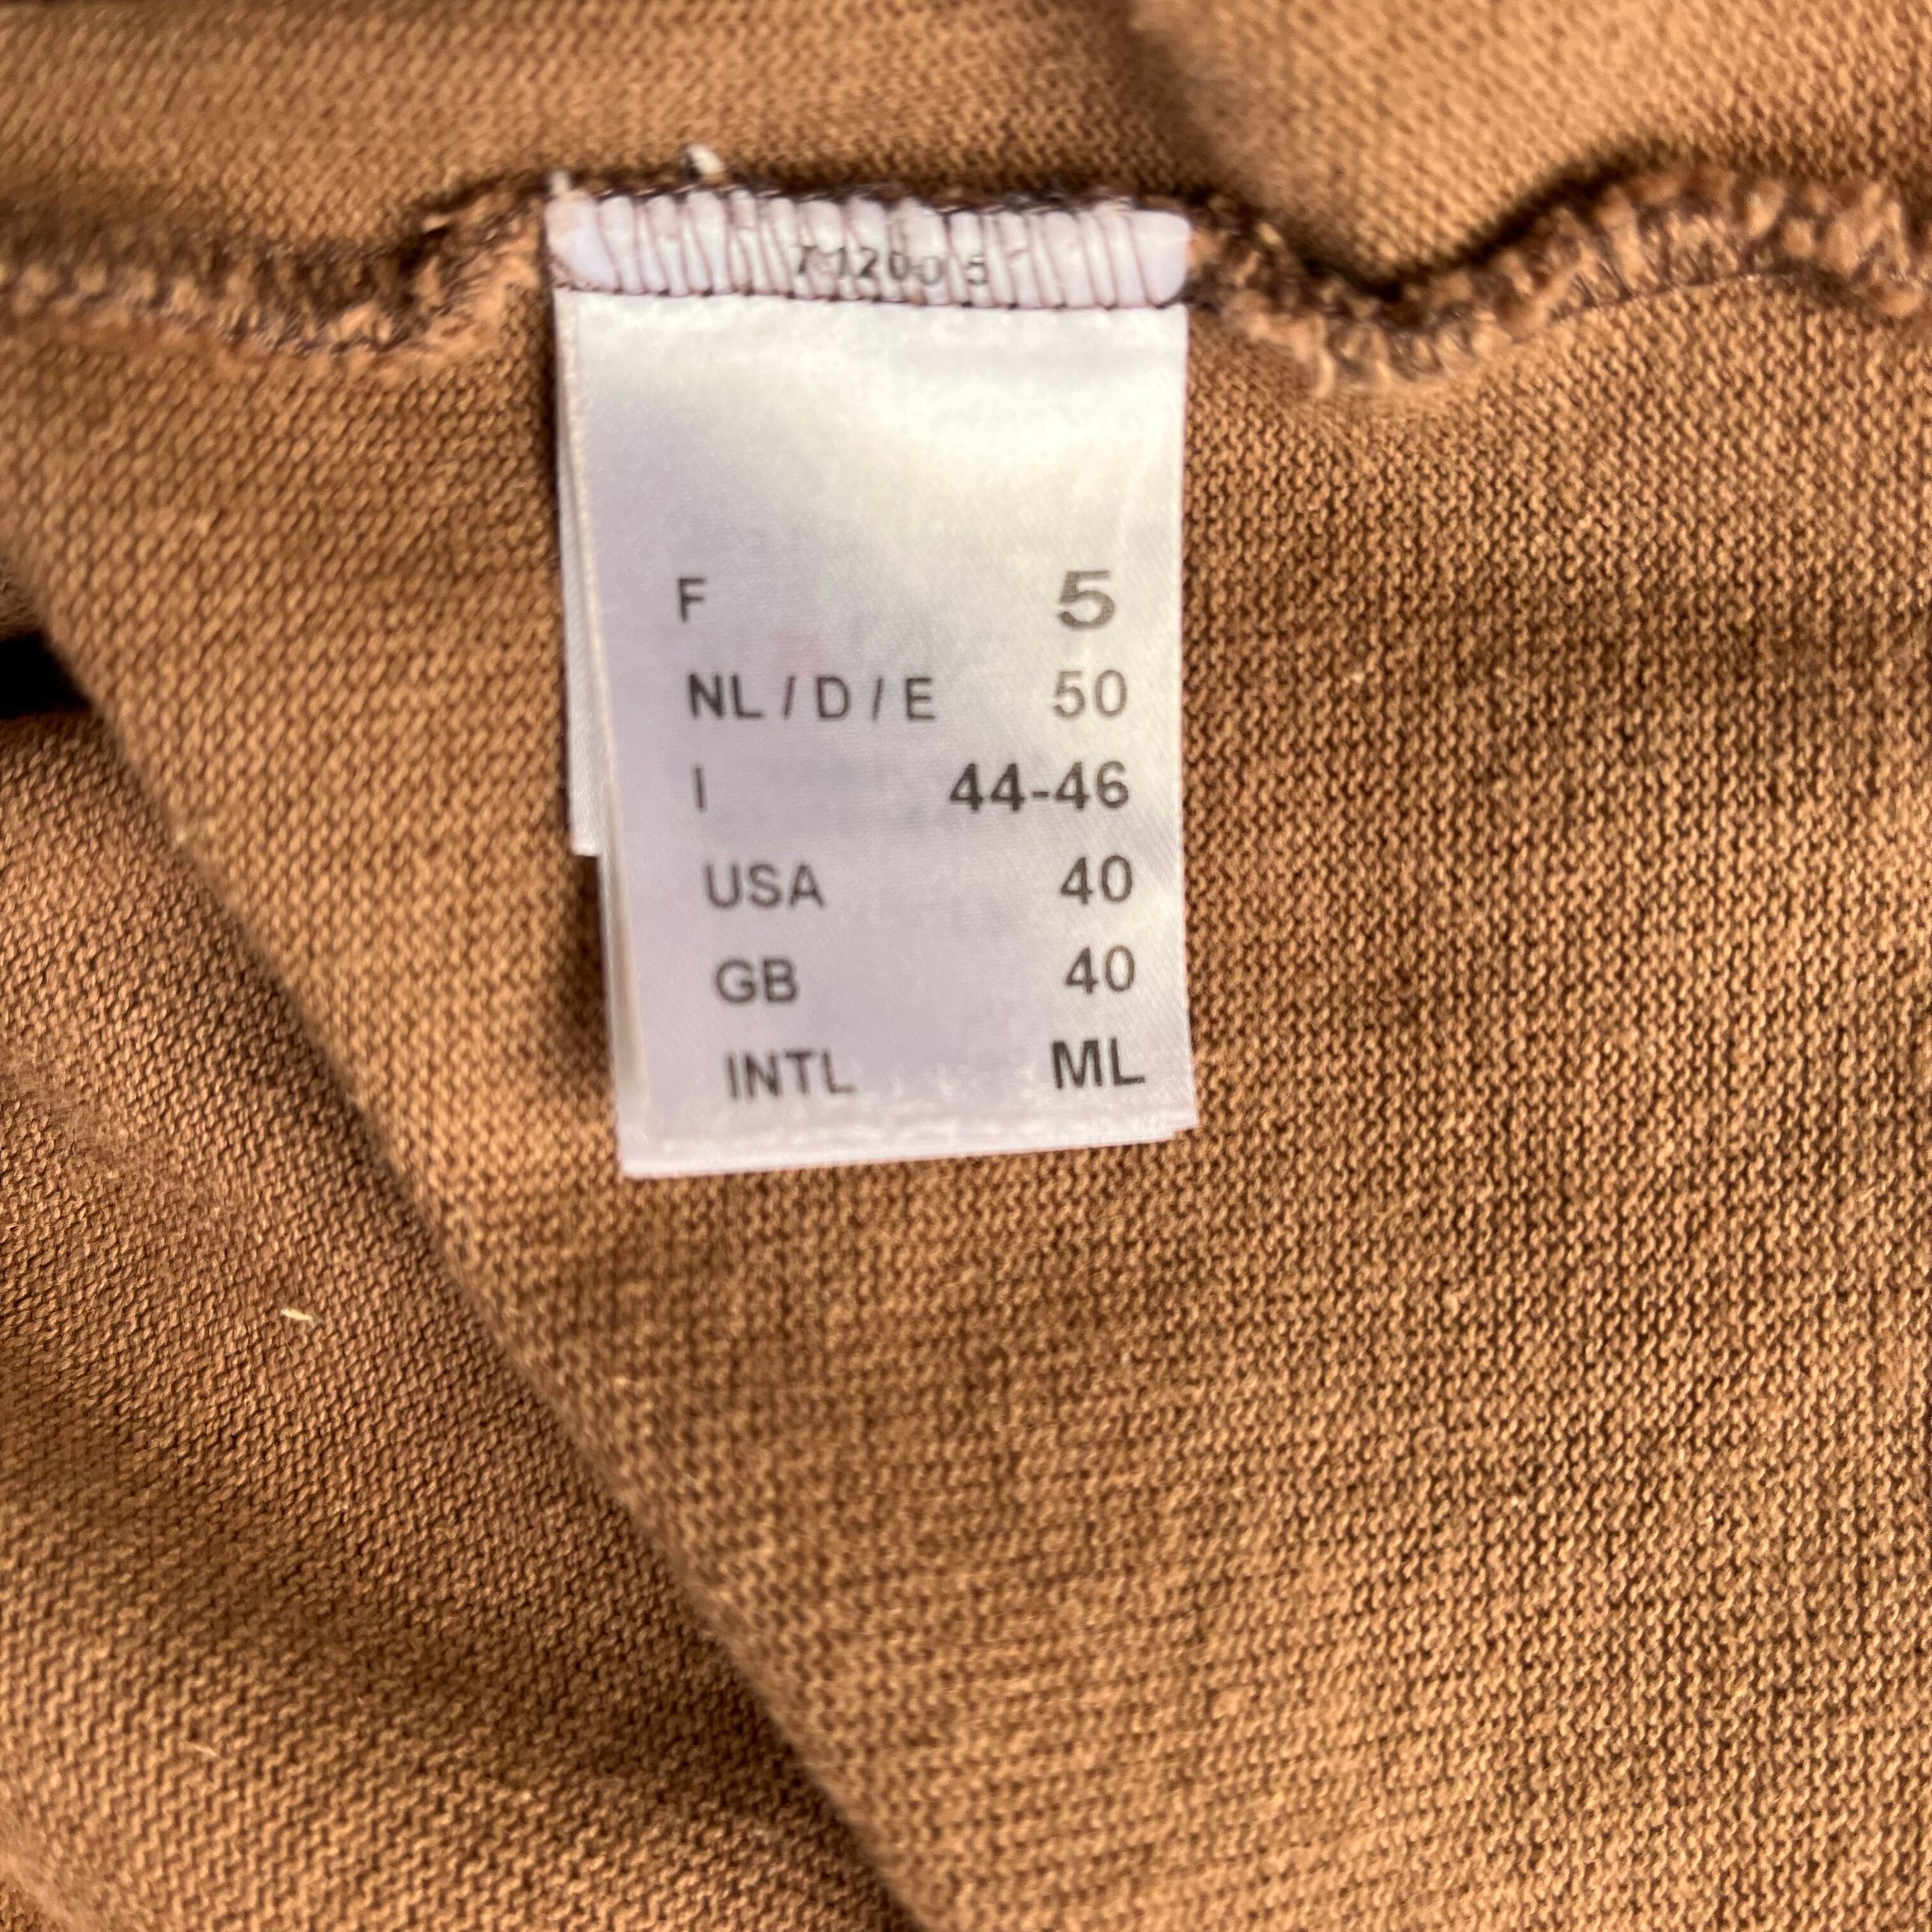 F 5
NL / D / E 50
I 44-46
USA 40
GB 40
INTL ML